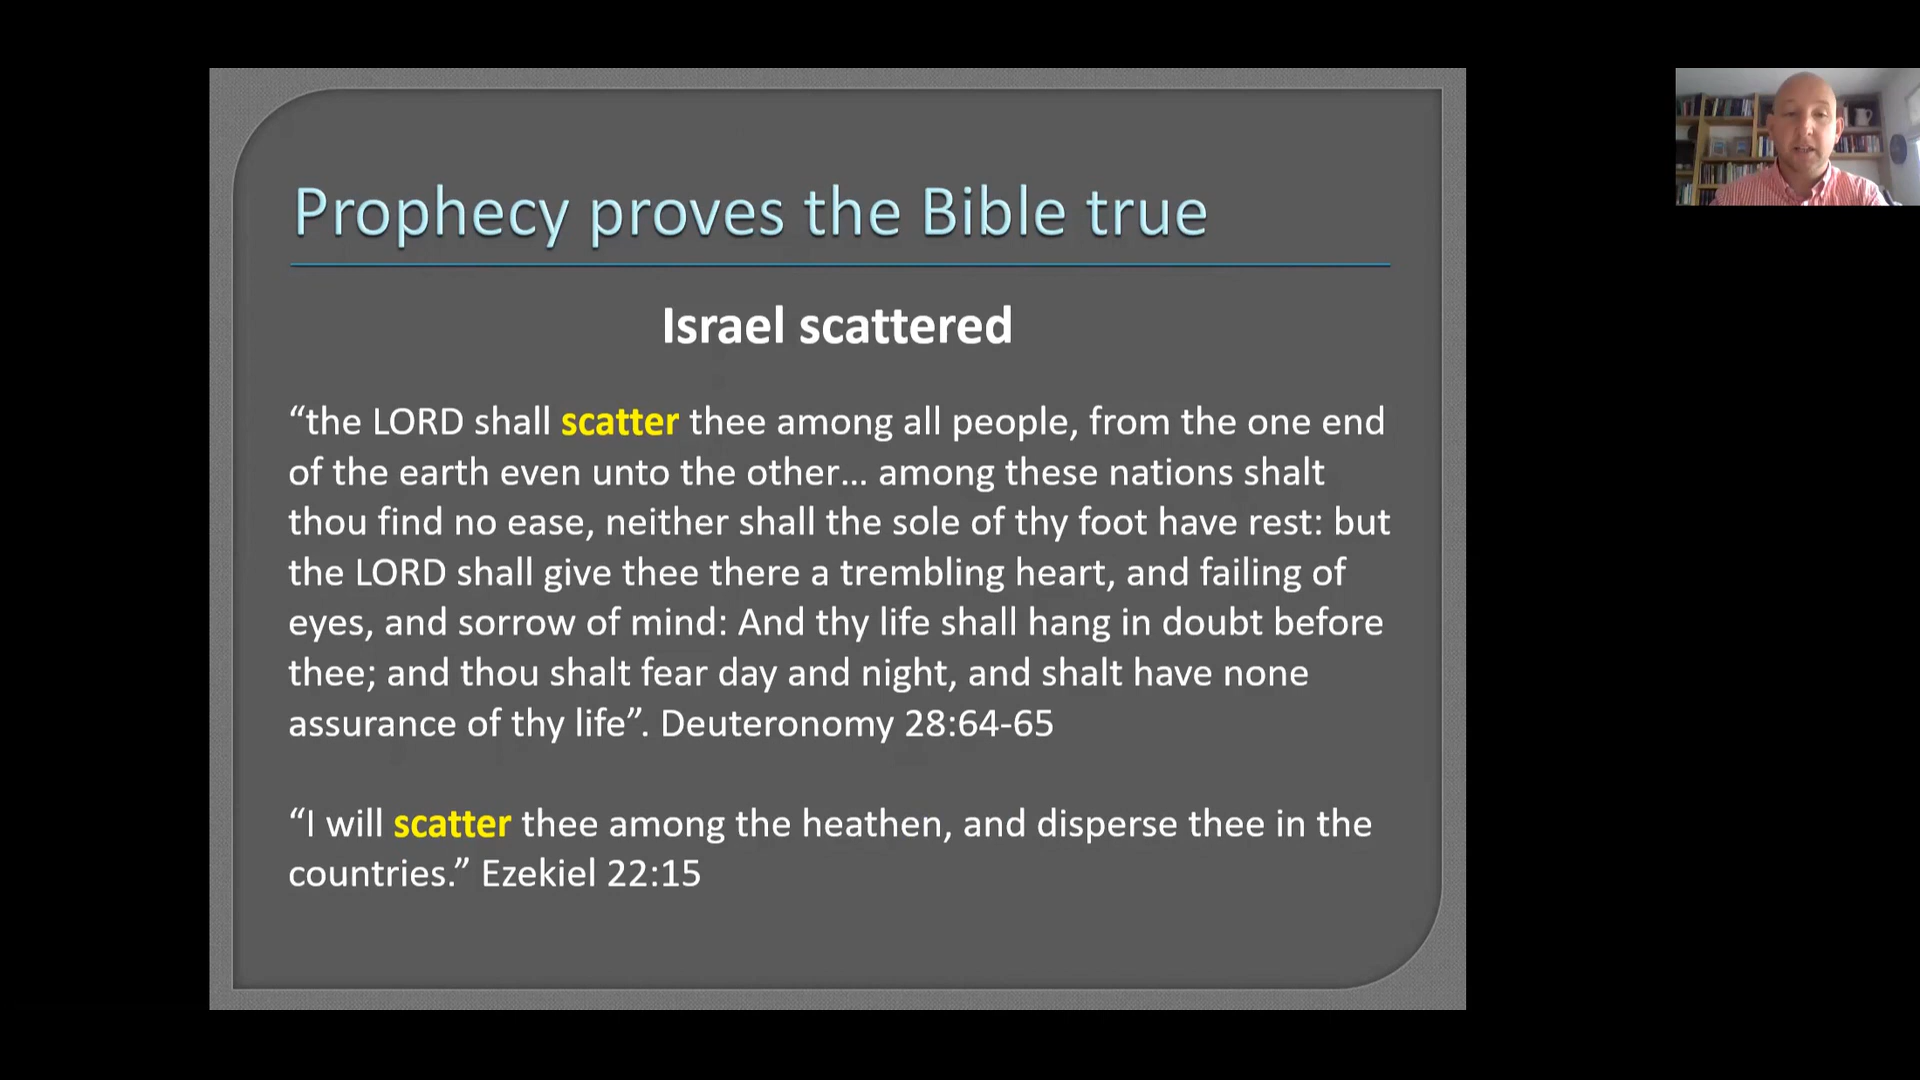 Prophecy proves the Bible true
Israel scattered
“the LORD shall scatter thee among all people, from the one end
of the earth even unto the other... among these nations shalt
thou find no ease, neither shall the sole of thy foot have rest: but
the LORD shall give thee there a trembling heart, and failing of
eyes, and sorrow of mind: And thy life shall hang in doubt before
thee; and thou shalt fear day and night, and shalt have none
assurance of thy life”. Deuteronomy 28:64-65
“I will scatter thee among the heathen, and disperse thee in the
countries.” Ezekiel 22:15